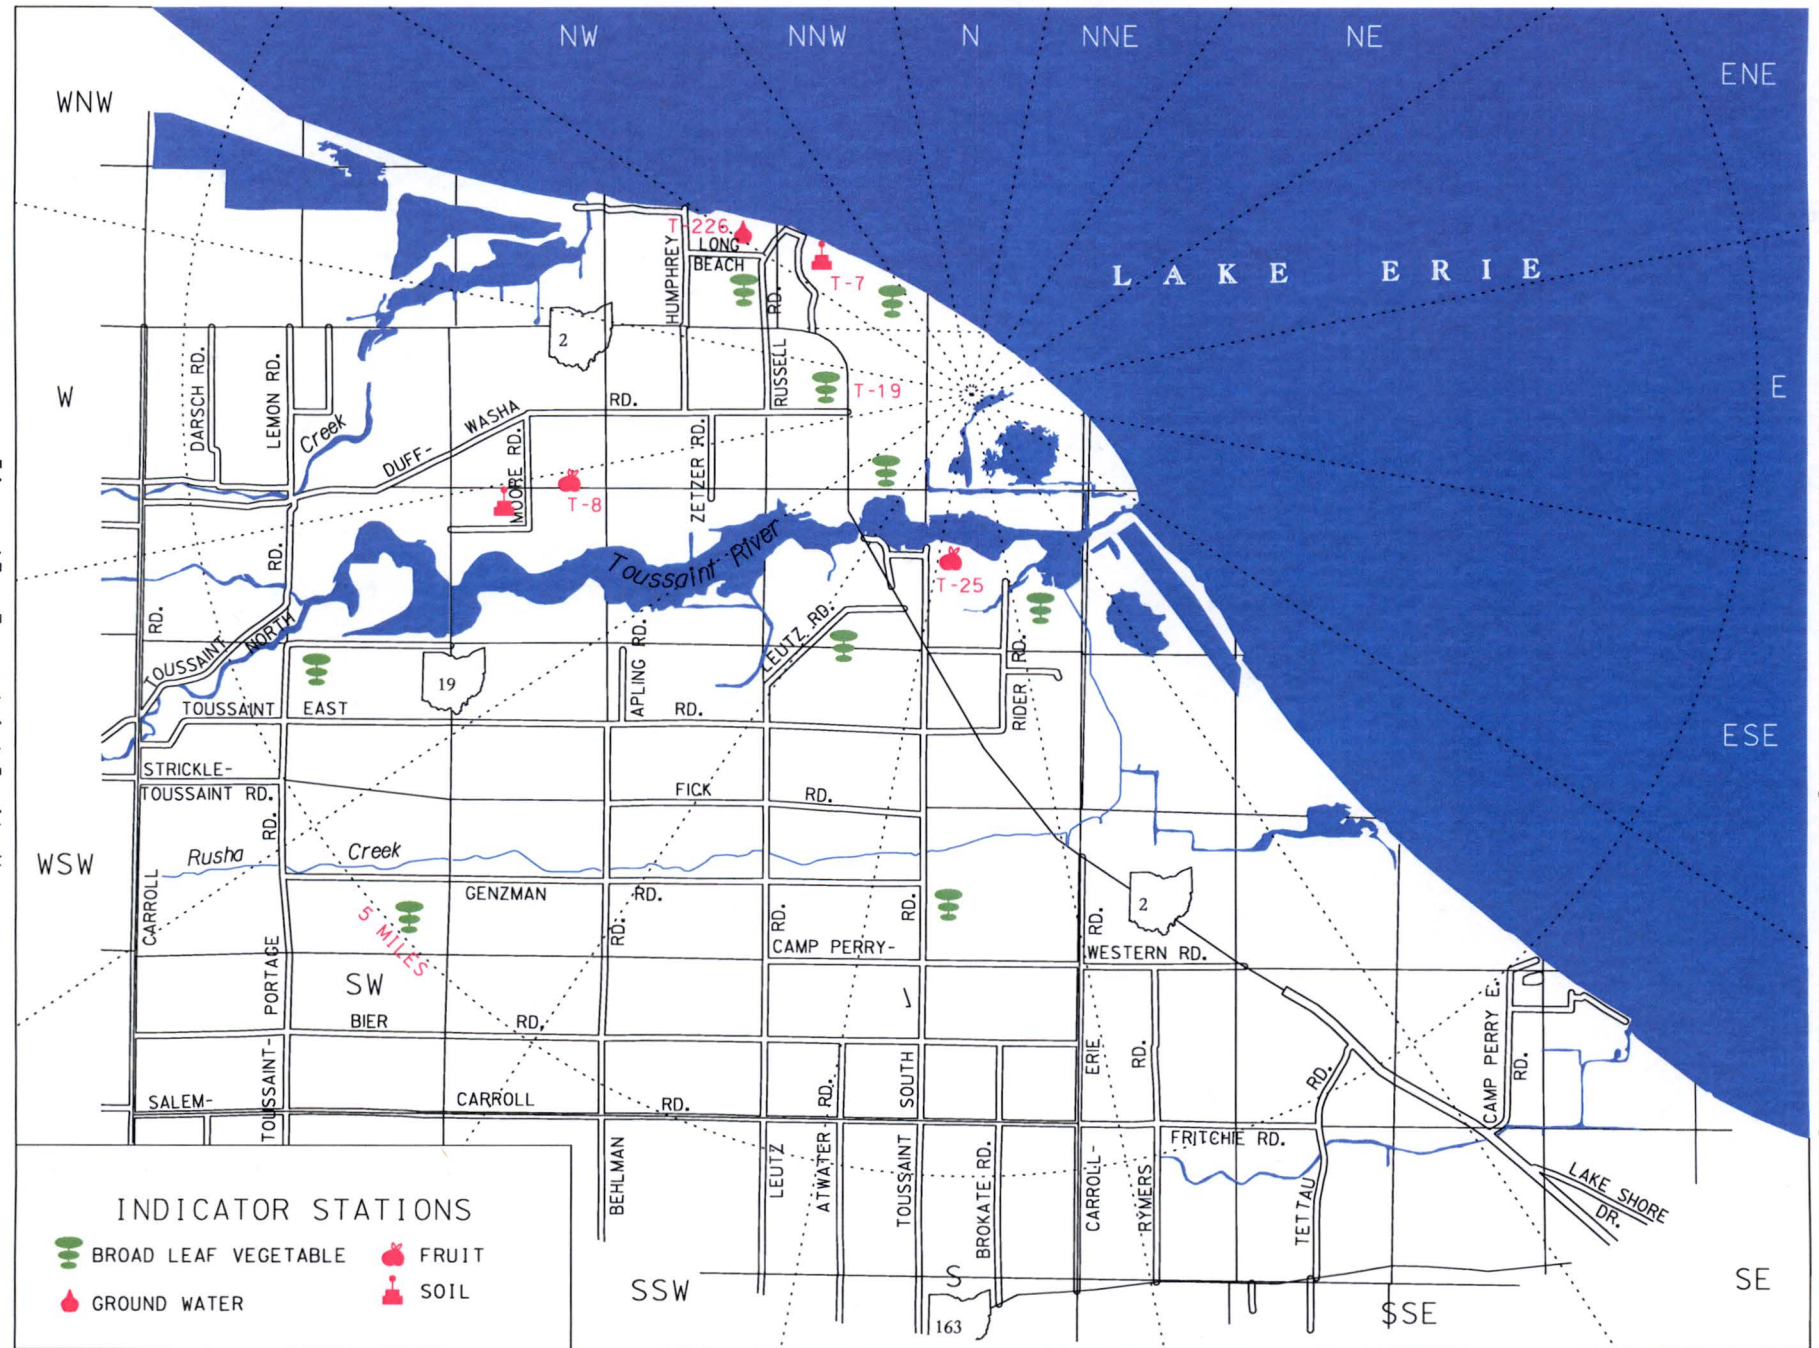 NW
NNW
N
NNE
NE
ENE
WNW
T-226
LONG
BEACH
HUMPHREY
RD.
T-7
LAKE ERIE
2
DARSCH RD.
LEMON RD.
RUSSELL
T-19
W
E
Creek
DUFF-
WASHA
RD.
MOORE RD.
ZETZER RD.
T-8
Toussaint River
T-25
RD.
RD.
TOUSSAINT
NORTH
LEUTZ RD.
APLING RD.
RIDER
RD.
19
TOUSSAINT EAST
RD.
ESE
STRICKLE-
TOUSSAINT RD.
FICK
RD.
RD.
WSW
Rusha
Creek
CARROLL
GENZMAN
RD.
5 MILES
RD.
RD.
RD.
RD.
2
CAMP PERRY-
WESTERN RD.
PORTAGE
SW
BIER
RD.
CAMP PERRY E.
RD.
ERIE
RD.
SOUTH
RD.
RD.
SALEM-
CARROLL
RD.
TOUSSAINT-
FRITCHIE RD.
BEHLMAN
LEUTZ
ATWATER
TOUSSAINT
BROKATE RD.
CARROLL-
RYMERS
TETTAU
LAKE SHORE
DR.
INDICATOR STATIONS
BROAD LEAF VEGETABLE
FRUIT
GROUND WATER
SOIL
SSW
S
163
SSE
SE